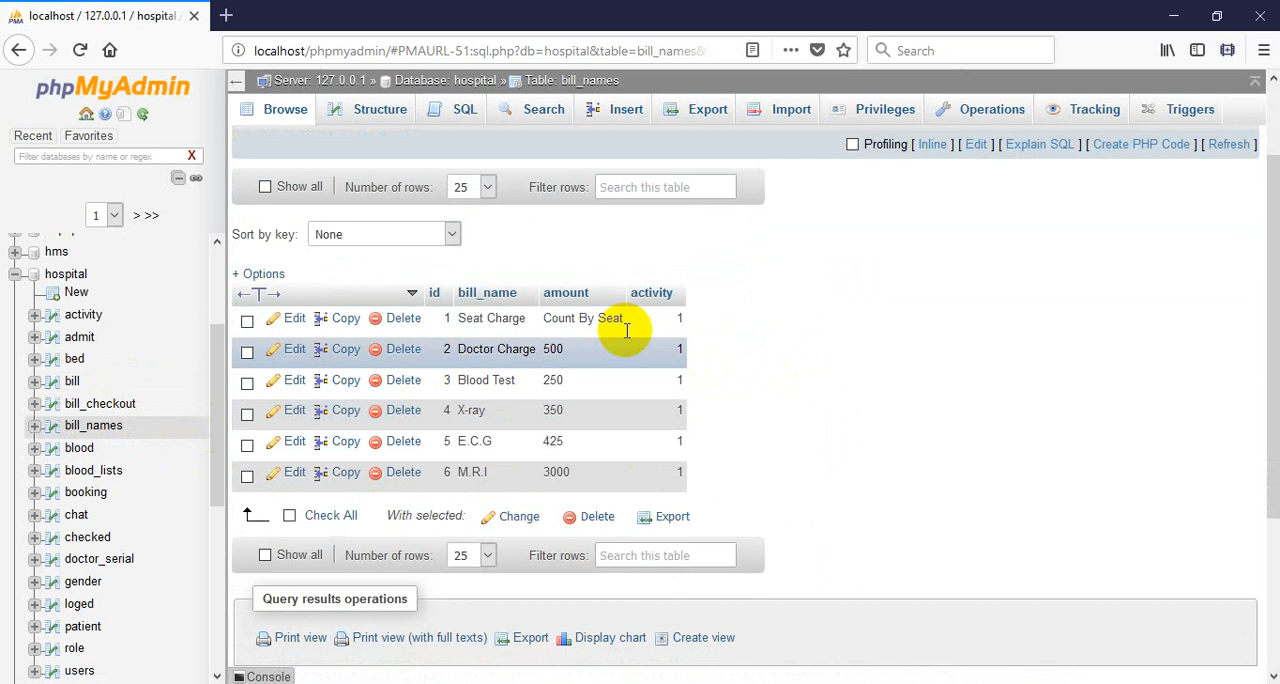 localhost / 127.0.0.1 / hospital
localhost/phpmyadmin/#PMAURL-51:sql.php?db=hospital&table=bill_names&
Search
phpMyAdmin
Recent Favorites
Filter databases by name or regex X
1 > >>
hms
hospital
New
activity
admit
bed
bill
bill_checkout
bill_names
blood
blood_lists
booking
chat
checked
doctor_serial
gender
loged
patient
role
users
Server: 127.0.0.1 » Database: hospital » Table: bill_names
Browse Structure SQL Search Insert Export Import Privileges Operations Tracking Triggers
Profiling [ Inline ] [ Edit ] [ Explain SQL ] [ Create PHP Code ] [ Refresh ]
Show all Number of rows: 25 Filter rows: Search this table
Sort by key: None
+ Options
←T→ id bill_name amount activity
Edit Copy Delete 1 Seat Charge Count By Seat 1
Edit Copy Delete 2 Doctor Charge 500 1
Edit Copy Delete 3 Blood Test 250 1
Edit Copy Delete 4 X-ray 350 1
Edit Copy Delete 5 E.C.G 425 1
Edit Copy Delete 6 M.R.I 3000 1
Check All With selected: Change Delete Export
Show all Number of rows: 25 Filter rows: Search this table
Query results operations
Print view Print view (with full texts) Export Display chart Create view
Console